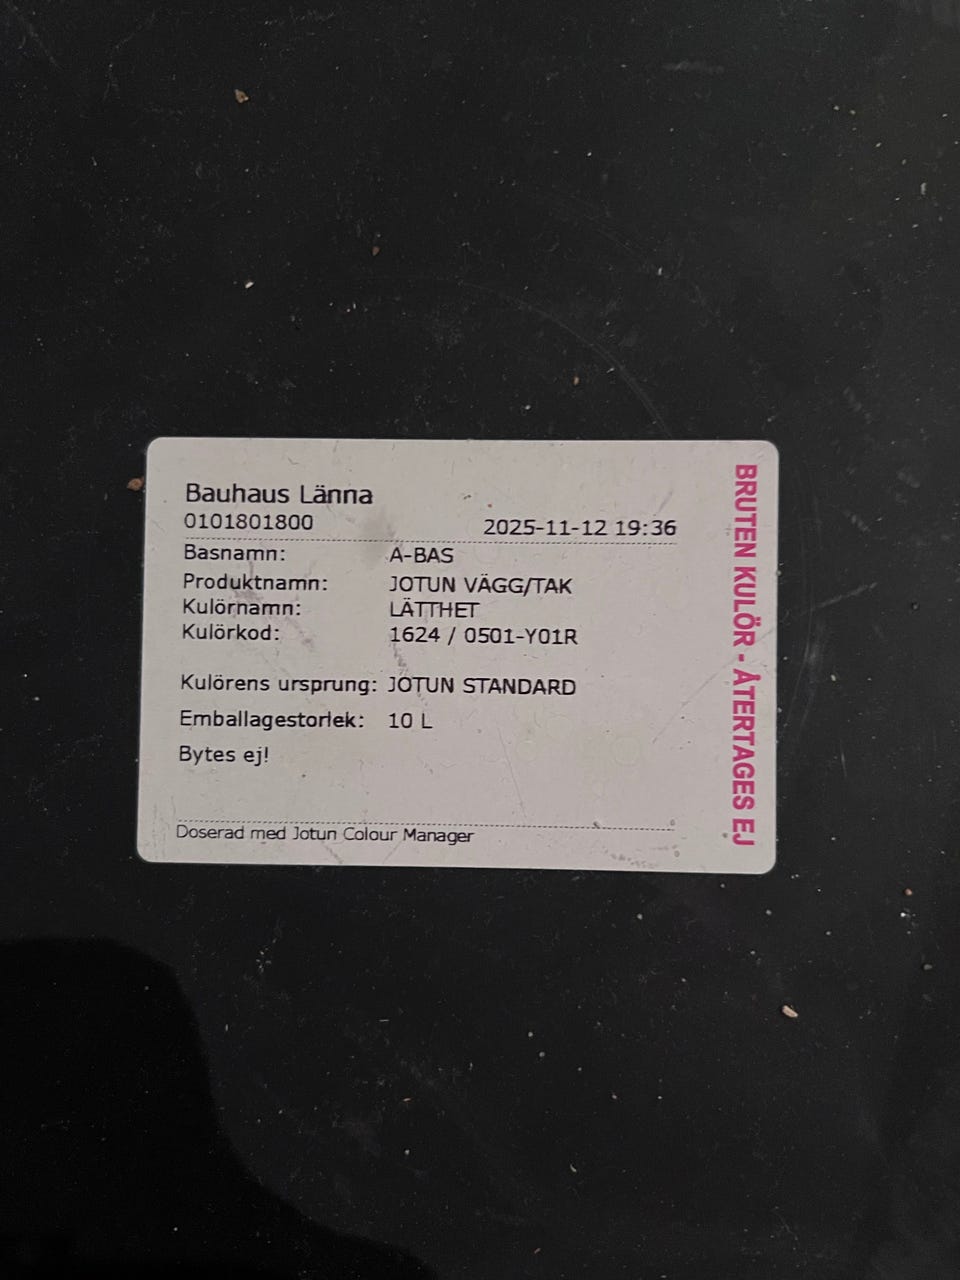 Bauhaus Länna
0101801800 2025-11-12 19:36
Basnamn: A-BAS
Produktnamn: JOTUN VÄGG/TAK
Kulörnamn: LÄTTHET
Kulörkod: 1624 / 0501-Y01R
Kulörens ursprung: JOTUN STANDARD
Emballagestorlek: 10 L
Bytes ej!
Doserad med Jotun Colour Manager
BRUTEN KULÖR - ÅTERTAGES EJ